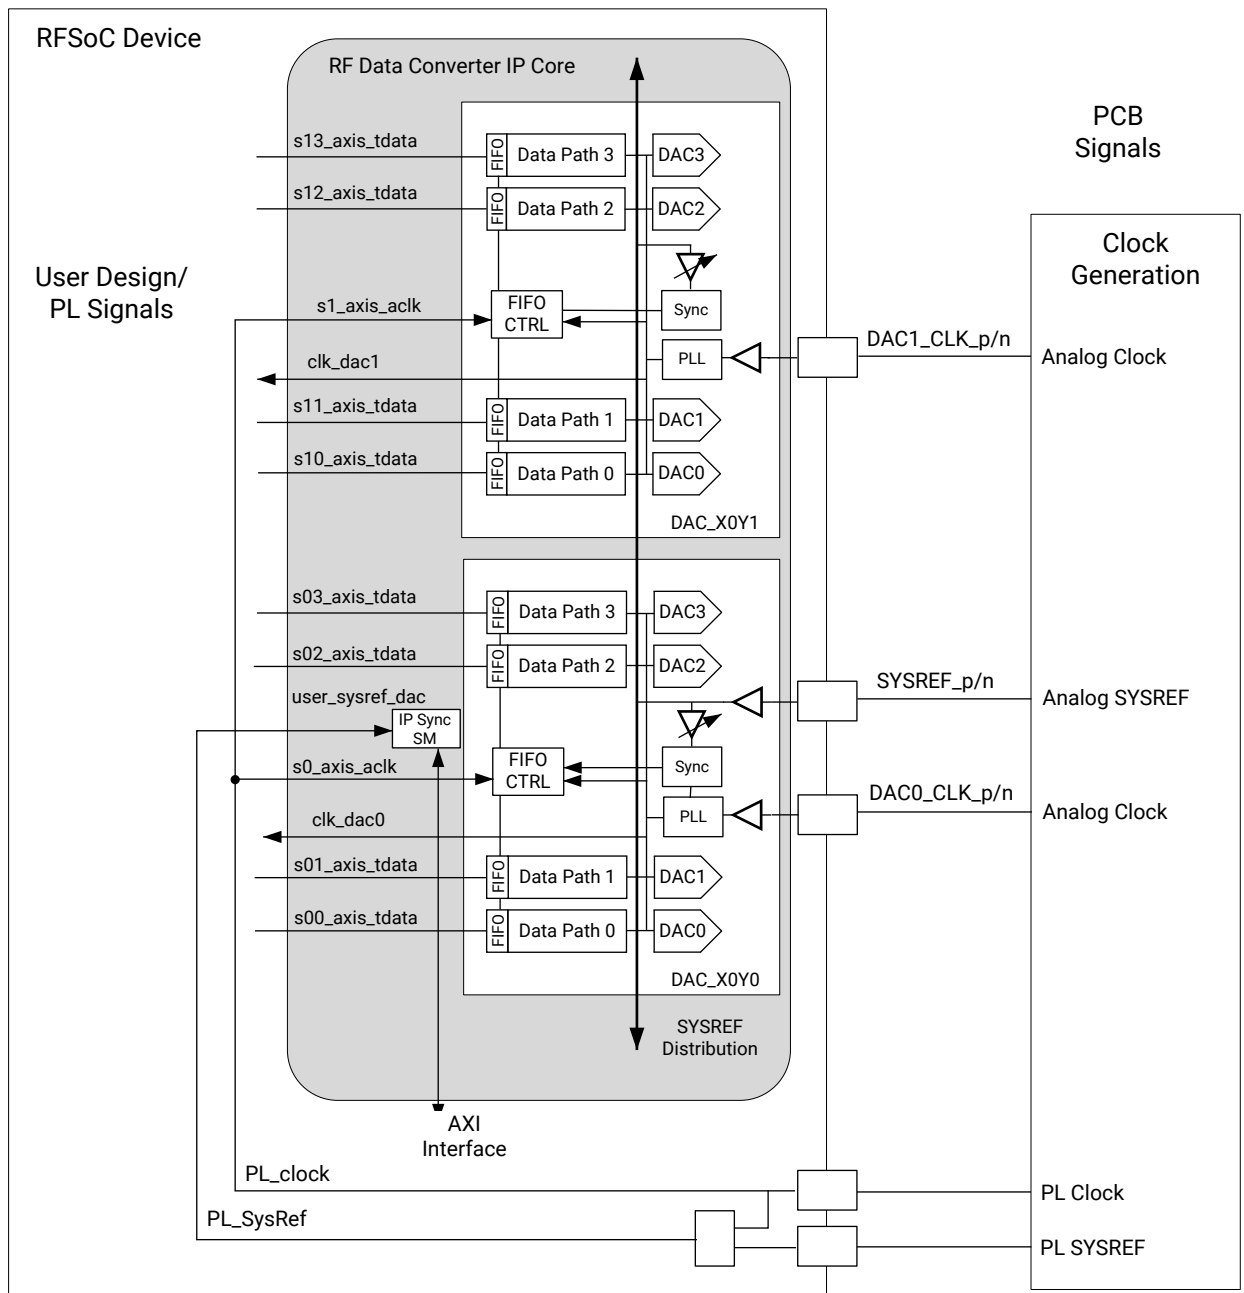 RFSoC Device
RF Data Converter IP Core
PCB
Signals
s13_axis_tdata
FIFO
Data Path 3
DAC3
s12_axis_tdata
FIFO
Data Path 2
DAC2
Clock
Generation
User Design/
PL Signals
s1_axis_aclk
FIFO
CTRL
Sync
DAC1_CLK_p/n
Analog Clock
clk_dac1
PLL
s11_axis_tdata
FIFO
Data Path 1
DAC1
s10_axis_tdata
FIFO
Data Path 0
DAC0
DAC_X0Y1
s03_axis_tdata
FIFO
Data Path 3
DAC3
s02_axis_tdata
FIFO
Data Path 2
DAC2
SYSREF_p/n
Analog SYSREF
user_sysref_dac
IP Sync
SM
s0_axis_aclk
FIFO
CTRL
Sync
DAC0_CLK_p/n
Analog Clock
clk_dac0
PLL
s01_axis_tdata
FIFO
Data Path 1
DAC1
s00_axis_tdata
FIFO
Data Path 0
DAC0
DAC_X0Y0
SYSREF
Distribution
AXI
Interface
PL_clock
PL Clock
PL_SysRef
PL SYSREF